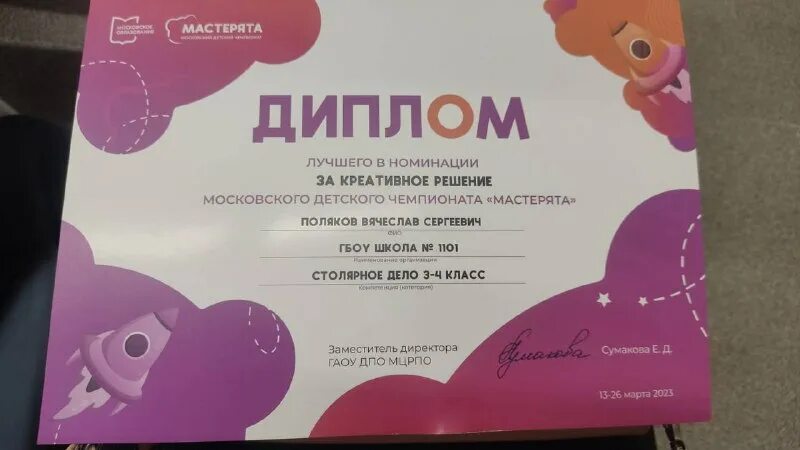 МОСКОВСКОЕ
ОБРАЗОВАНИЕ
МАСТЕРЯТА
МОСКОВСКИЙ ДЕТСКИЙ ЧЕМПИОНАТ
ДИПЛОМ
ЛУЧШЕГО В НОМИНАЦИИ
ЗА КРЕАТИВНОЕ РЕШЕНИЕ
МОСКОВСКОГО ДЕТСКОГО ЧЕМПИОНАТА «МАСТЕРЯТА»
ПОЛЯКОВ ВЯЧЕСЛАВ СЕРГЕЕВИЧ
ФИО
ГБОУ ШКОЛА № 1101
Наименование организации
СТОЛЯРНОЕ ДЕЛО 3-4 КЛАСС
Компетенция (категория)
Заместитель директора
ГАОУ ДПО МЦРПО
Сумакова
Сумакова Е. Д.
13-26 марта 2023